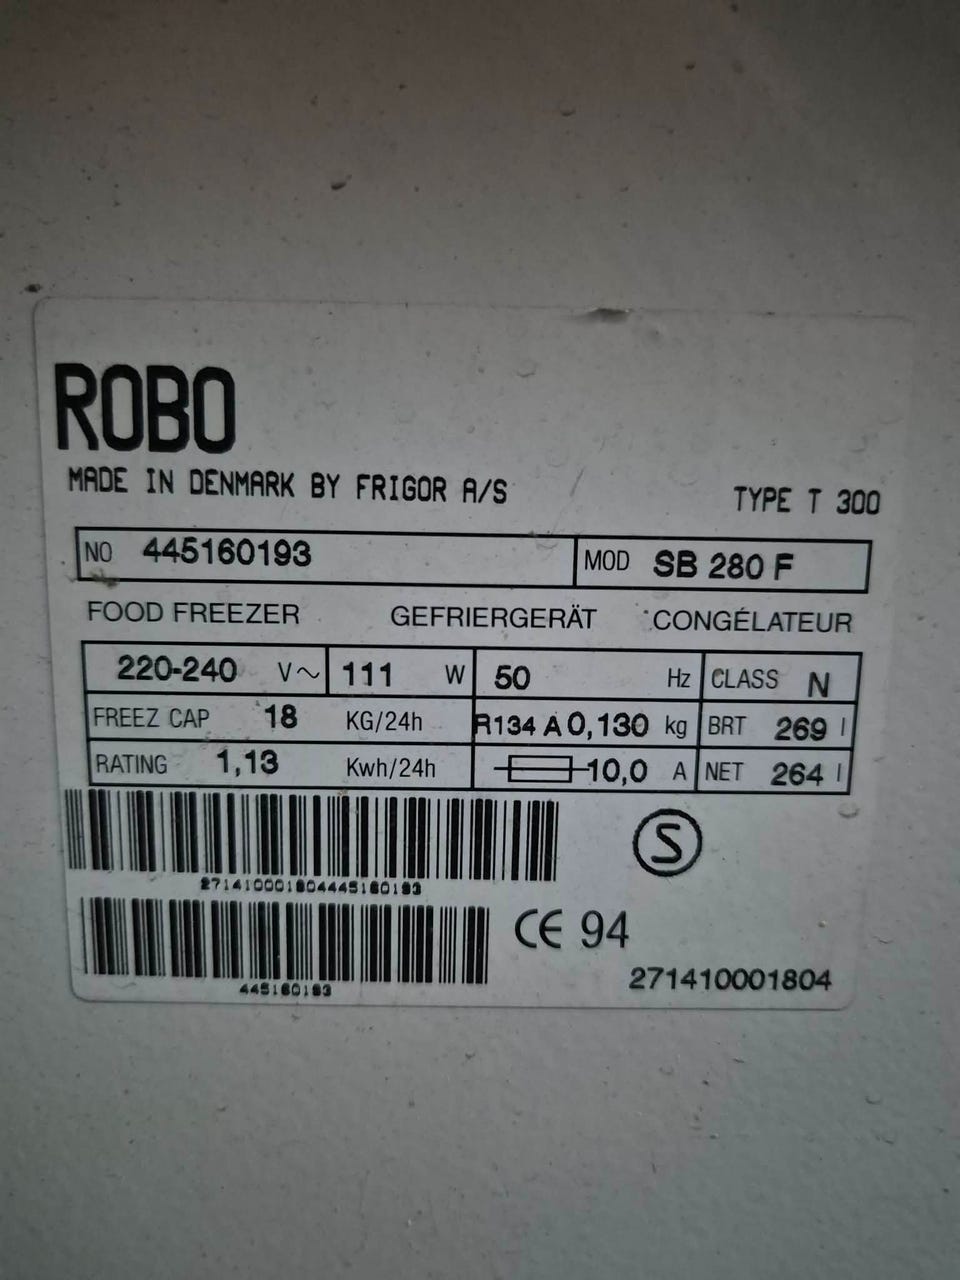 ROBO
MADE IN DENMARK BY FRIGOR A/S
TYPE T 300
NO 445160193 MOD SB 280 F
FOOD FREEZER GEFRIERGERÄT CONGÉLATEUR
220-240 V~ 111 W 50 Hz CLASS N
FREEZ CAP 18 KG/24h R134 A 0,130 kg BRT 269 l
RATING 1,13 Kwh/24h 10,0 A NET 264 l
S
271410001804445160193
CE 94
271410001804
445160193